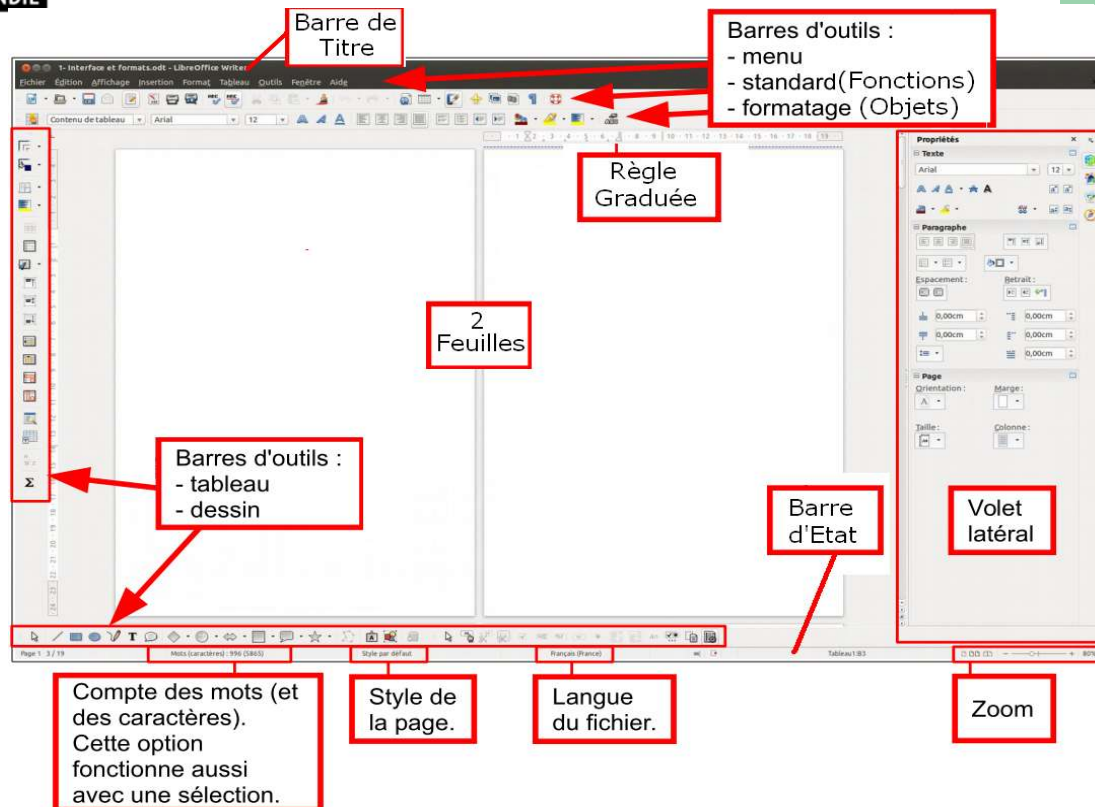 NDIE
Barre de
Titre
Barres d'outils :
- menu
- standard(Fonctions)
- formatage (Objets)
1- Interface et formats.odt - LibreOffice Writer
Fichier Édition Affichage Insertion Format Tableau Outils Fenêtre Aide
Contenu de tableau Arial 12
Règle
Graduée
Propriétés
Texte
Arial 12
Paragraphe
Espacement : Retrait :
0,00cm 0,00cm
0,00cm 0,00cm
0,00cm
Page
Orientation : Marge :
Taille : Colonne :
2
Feuilles
Barres d'outils :
- tableau
- dessin
Barre
d'Etat
Volet
latéral
Page 1 3 / 19 Mots (caractères) : 996 (5865) Style par défaut Français (France) Tableau1:B3 80%
Compte des mots (et
des caractères).
Cette option
fonctionne aussi
avec une sélection.
Style de
la page.
Langue
du fichier.
Zoom